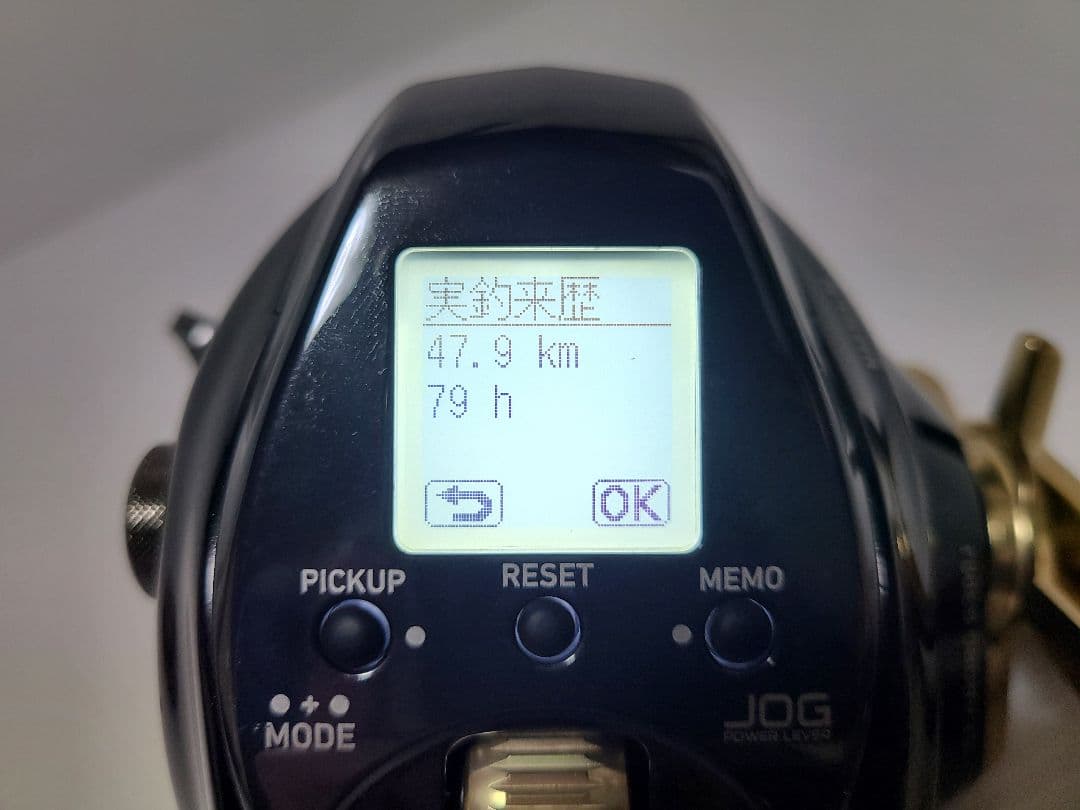 実釣来歴
47.9 km
79 h
OK
PICKUP
RESET
MEMO
MODE
JOG
POWER LEVER